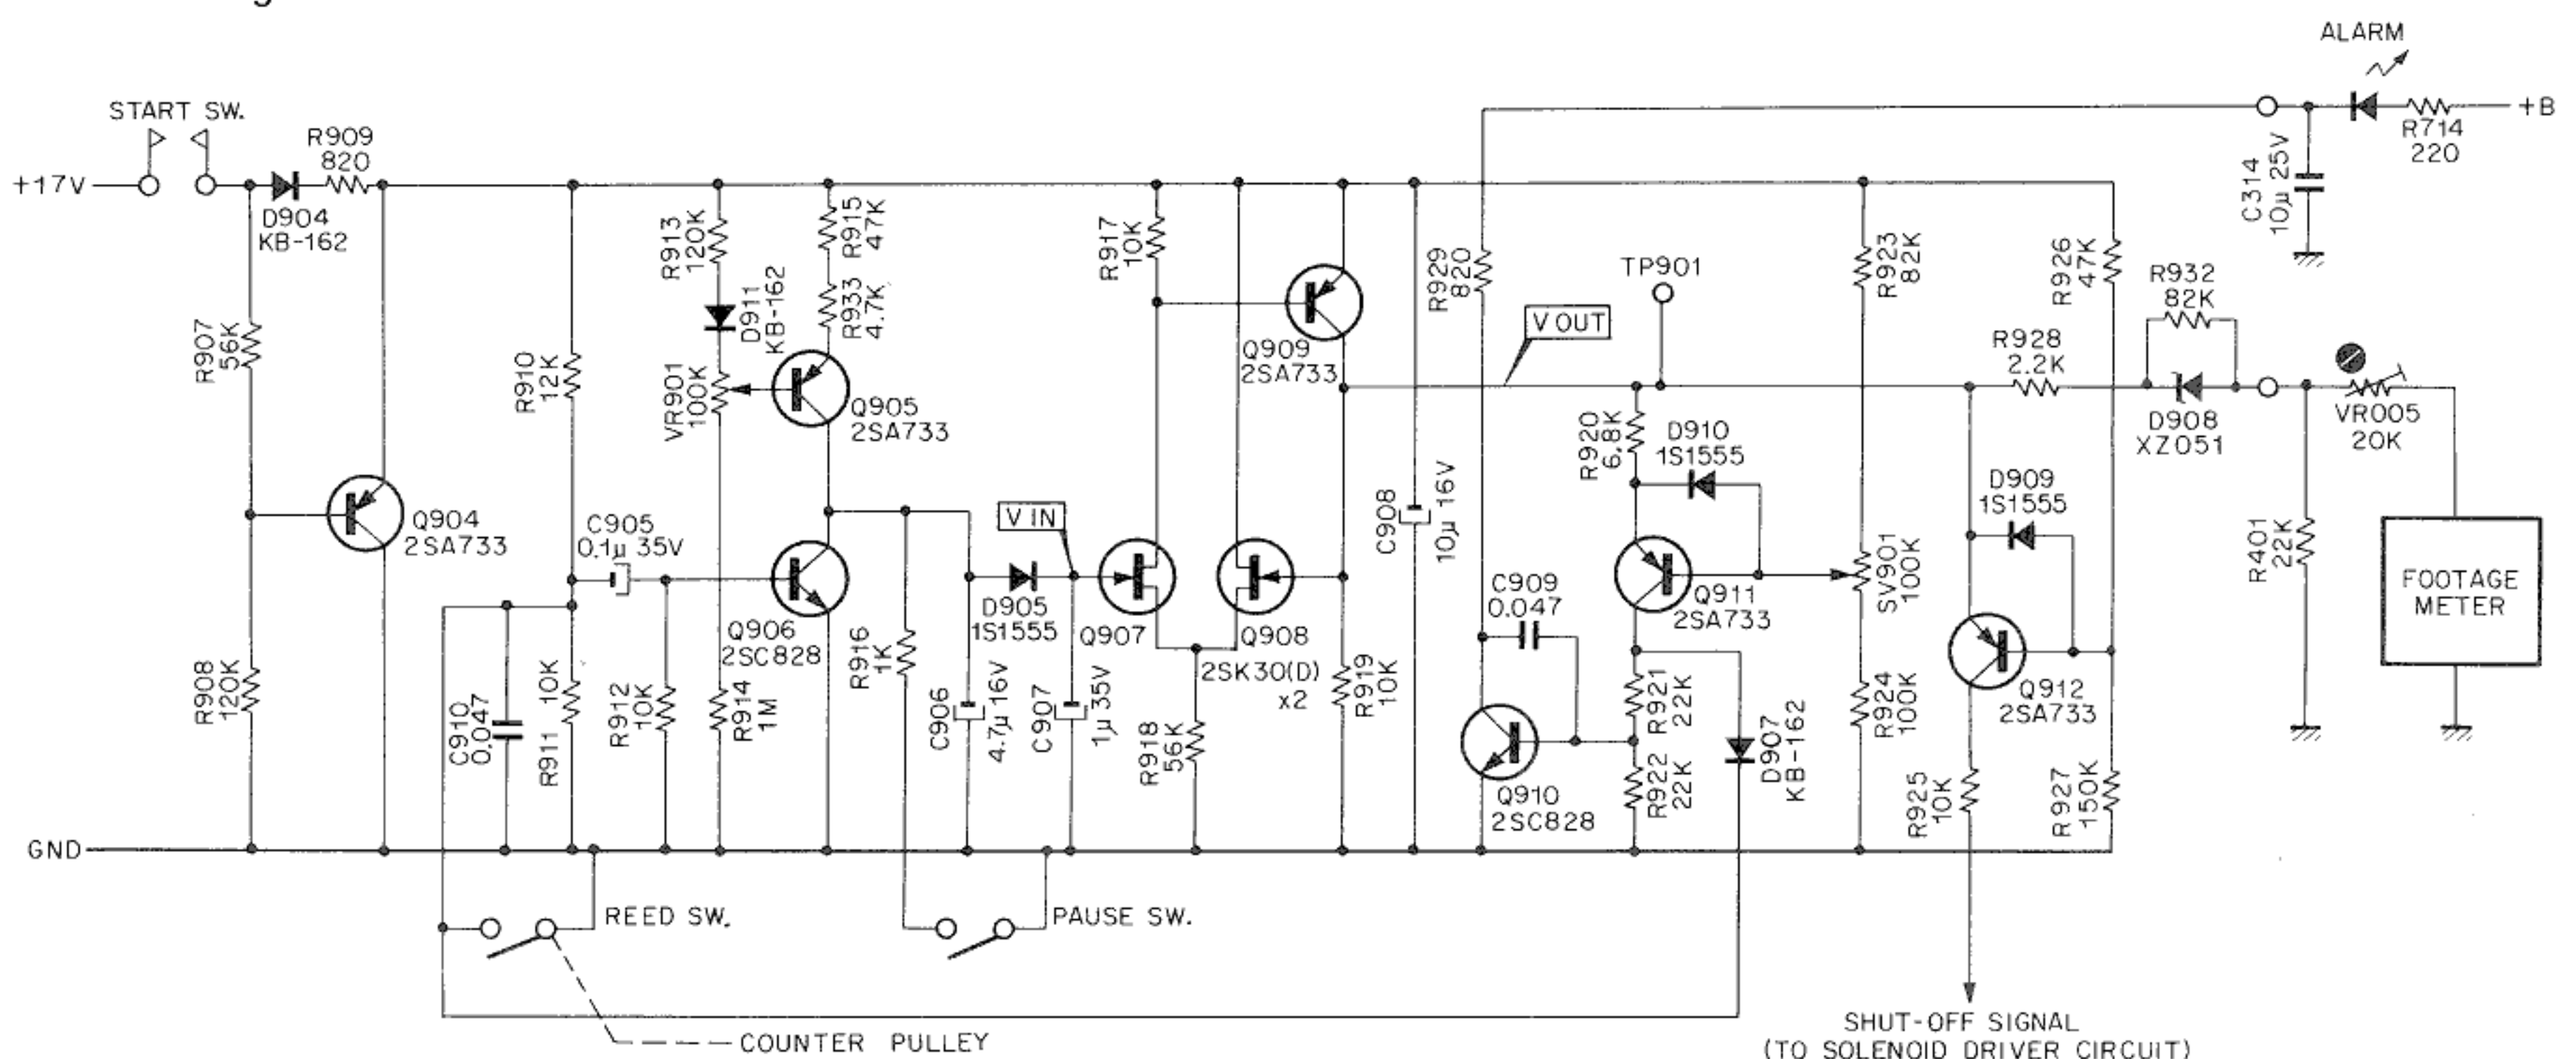 ALARM
+B
R714
220
C314
10μ 25V
START SW.
+17V
R909
820
D904
KB-162
R907
56K
R908
120K
Q904
2SA733
R910
12K
C905
0.1μ 35V
C910
0.047
R911 10K
R912
10K
R913
120K
D911
KB-162
VR901
100K
R914
1M
R915
47K
R933
4.7K
Q905
2SA733
Q906
2SC828
R916
1K
V IN
D905
1S1555
C906
4.7μ 16V
C907
1μ 35V
R917
10K
Q907
Q908
2SK30(D)
x2
R918
56K
Q909
2SA733
R919
10K
C908
10μ 16V
R929
820
V OUT
TP901
C909
0.047
Q910
2SC828
R920
6.8K
D910
1S1555
Q911
2SA733
R921
22K
R922
22K
D907
KB-162
R923
82K
SV901
100K
R924
100K
R928
2.2K
D909
1S1555
Q912
2SA733
R925
10K
R926
47K
R927
150K
R932
82K
D908
XZ051
VR005
20K
R401
22K
FOOTAGE
METER
GND
REED SW.
PAUSE SW.
COUNTER PULLEY
SHUT-OFF SIGNAL
(TO SOLENOID DRIVER CIRCUIT)